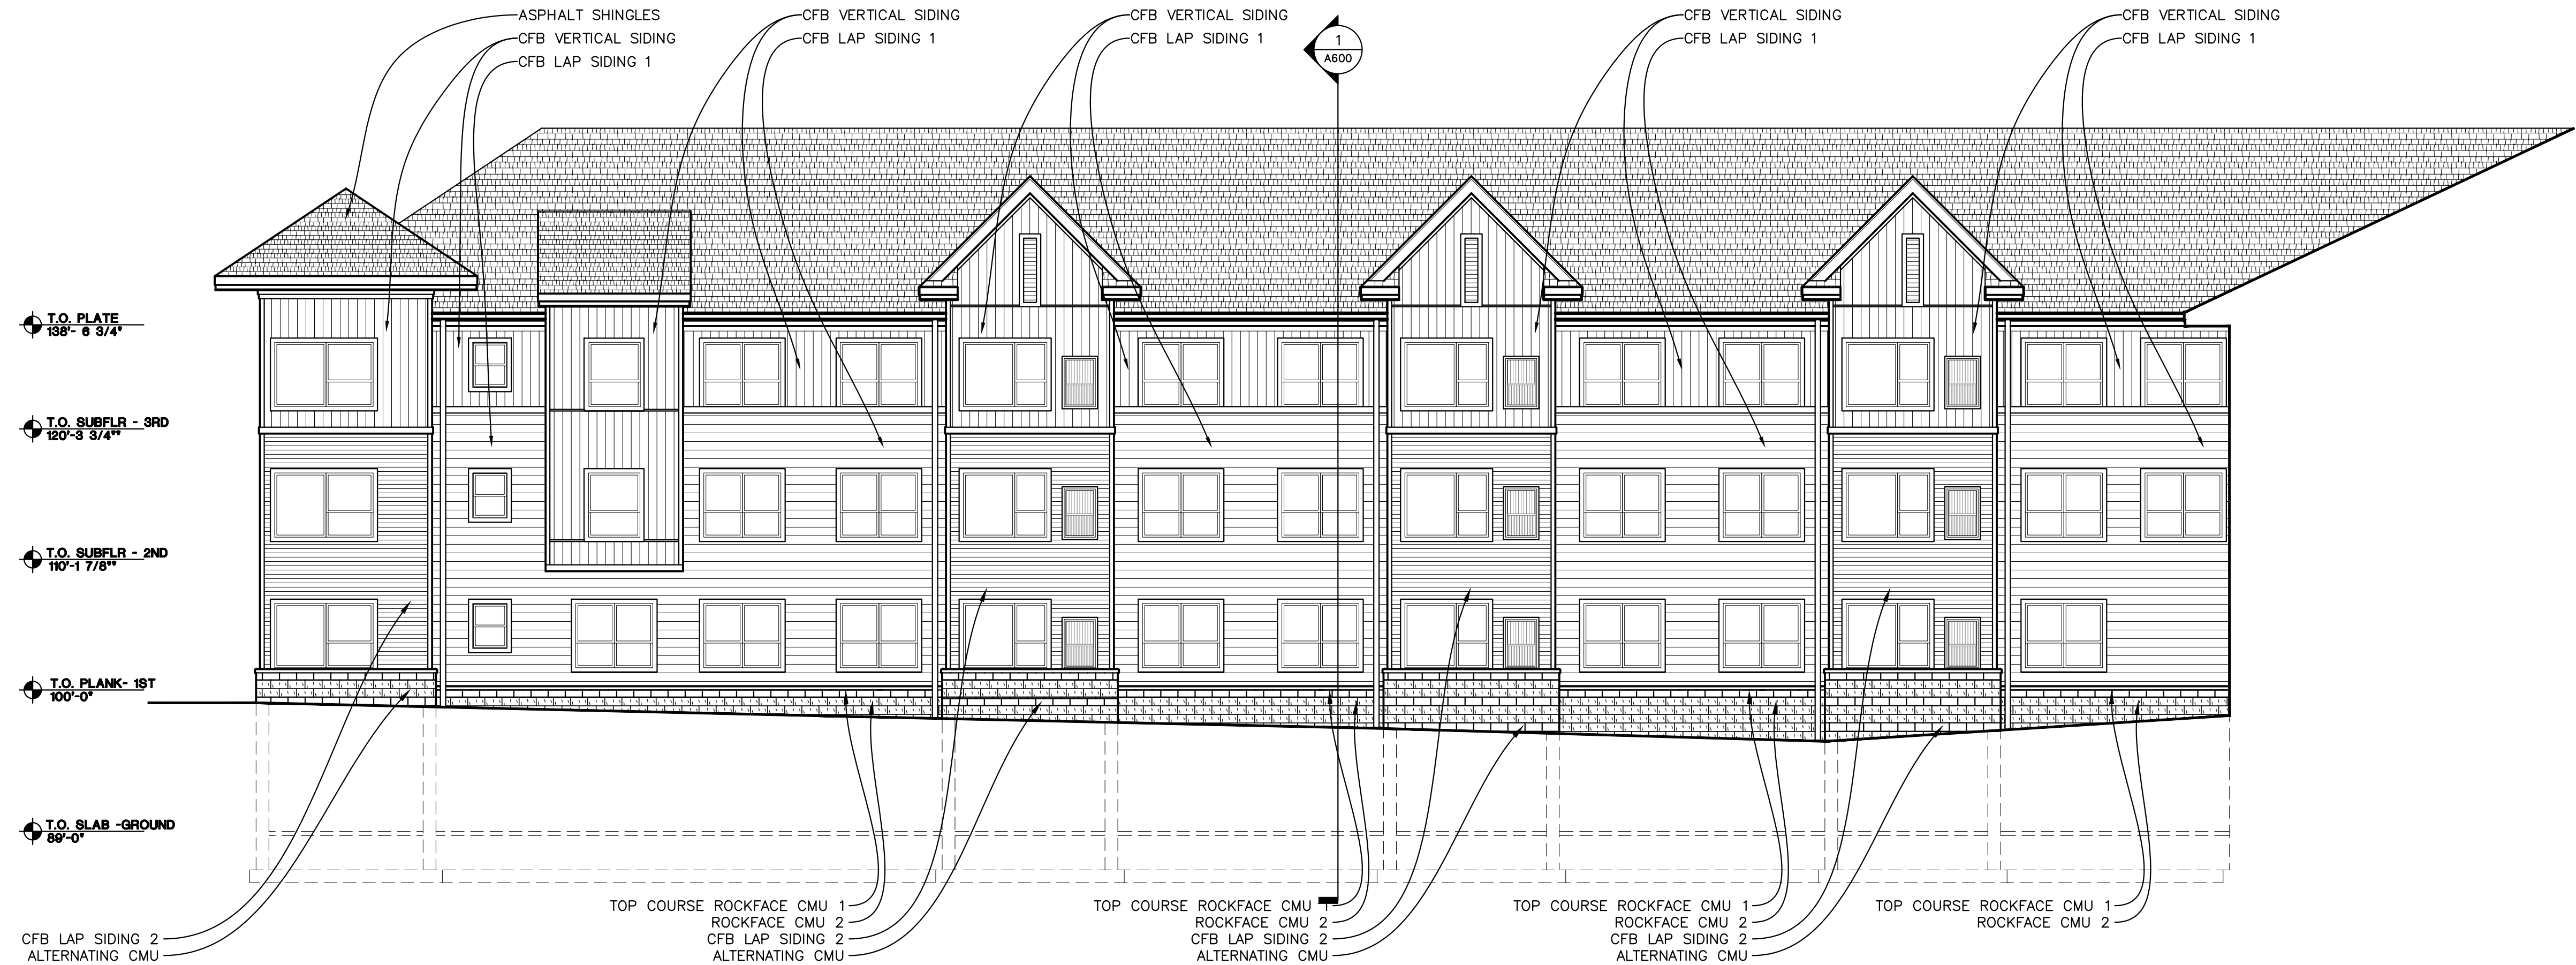 ASPHALT SHINGLES
CFB VERTICAL SIDING
CFB LAP SIDING 1
CFB VERTICAL SIDING
CFB LAP SIDING 1
CFB VERTICAL SIDING
CFB LAP SIDING 1
1
A600
CFB VERTICAL SIDING
CFB LAP SIDING 1
CFB VERTICAL SIDING
CFB LAP SIDING 1
T.O. PLATE
138'- 6 3/4"
T.O. SUBFLR - 3RD
120'-3 3/4""
T.O. SUBFLR - 2ND
110'-1 7/8""
T.O. PLANK- 1ST
100'-0"
T.O. SLAB -GROUND
89'-0"
CFB LAP SIDING 2
ALTERNATING CMU
TOP COURSE ROCKFACE CMU 1
ROCKFACE CMU 2
CFB LAP SIDING 2
ALTERNATING CMU
TOP COURSE ROCKFACE CMU 1
ROCKFACE CMU 2
CFB LAP SIDING 2
ALTERNATING CMU
TOP COURSE ROCKFACE CMU 1
ROCKFACE CMU 2
CFB LAP SIDING 2
ALTERNATING CMU
TOP COURSE ROCKFACE CMU 1
ROCKFACE CMU 2